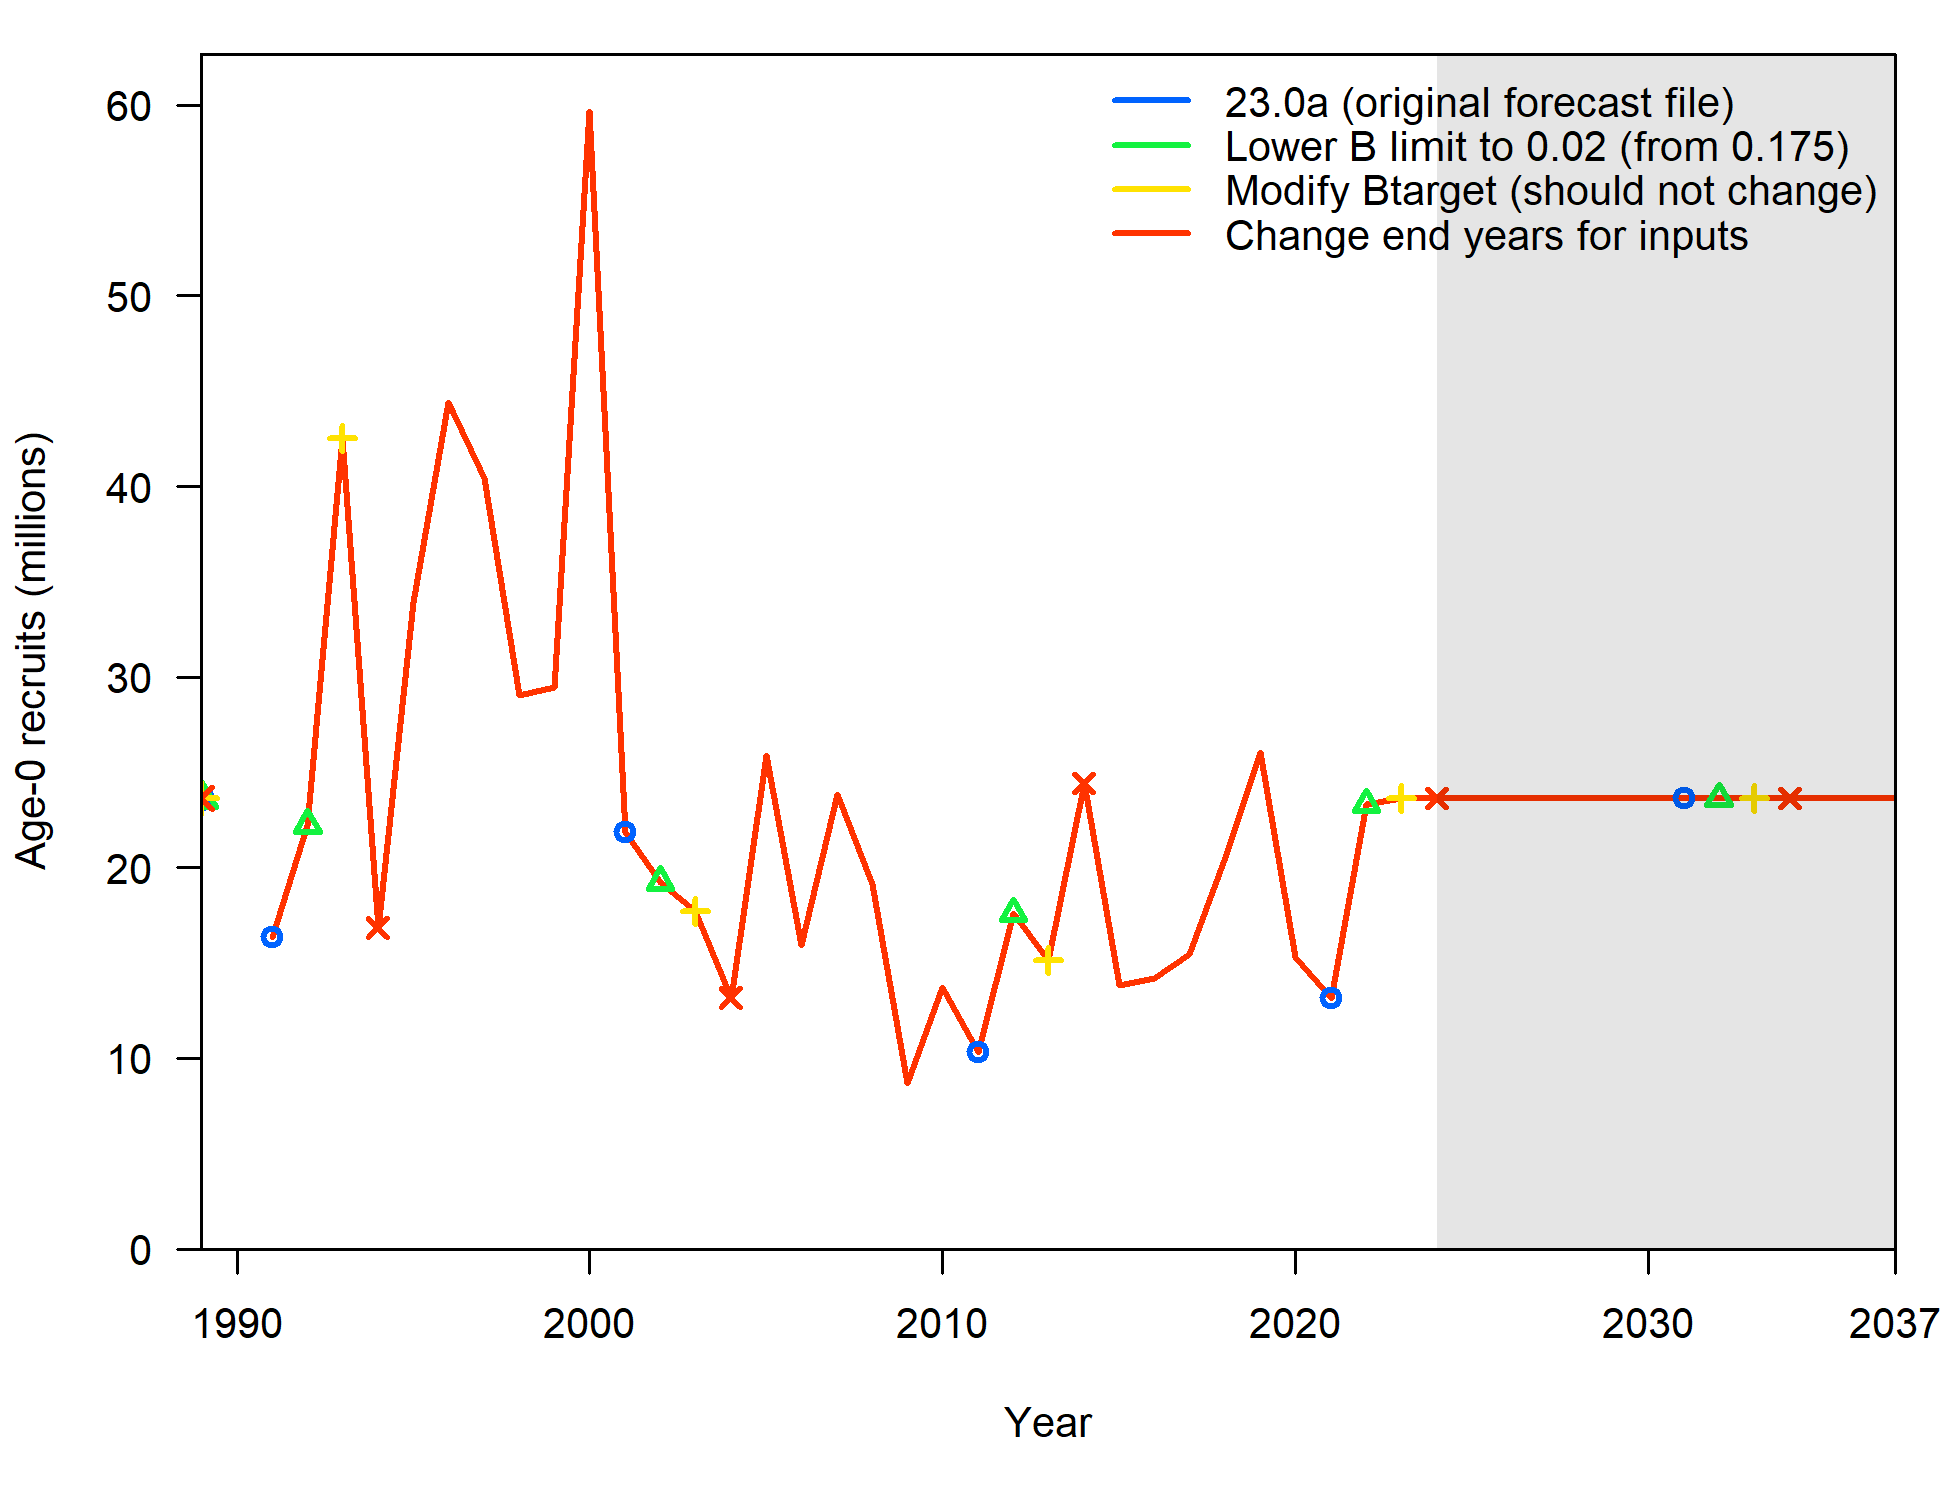 23.0a (original forecast file)
Lower B limit to 0.02 (from 0.175)
Modify Btarget (should not change)
Change end years for inputs
Age-0 recruits (millions)
60
50
40
30
20
10
0
1990 2000 2010 2020 2030 2037
Year